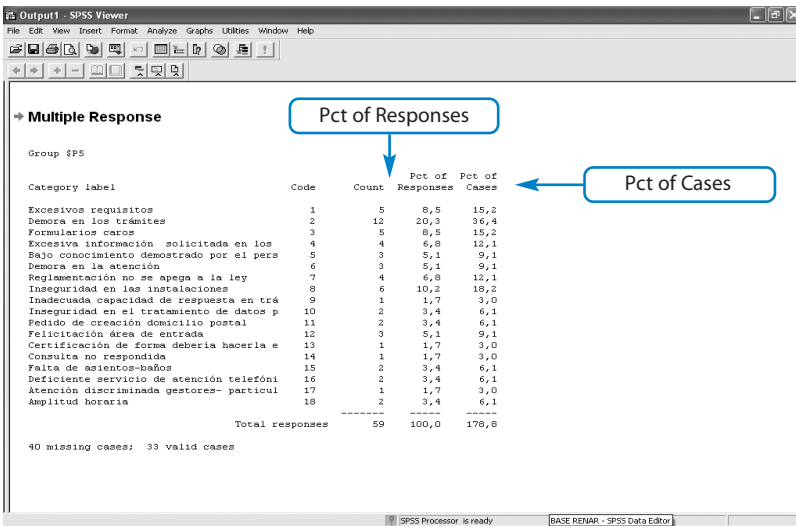 Output1 - SPSS Viewer
File Edit View Insert Format Analyze Graphs Utilities Window Help
Multiple Response
Pct of Responses
Group $P5
Pct of Cases
Pct of Pct of
Category label Code Count Responses Cases
Excesivos requisitos 1 5 8,5 15,2
Demora en los trámites 2 12 20,3 36,4
Formularios caros 3 5 8,5 15,2
Excesiva información solicitada en los 4 4 6,8 12,1
Bajo conocimiento demostrado por el pers 5 3 5,1 9,1
Demora en la atención 6 3 5,1 9,1
Reglamentación no se apega a la ley 7 4 6,8 12,1
Inseguridad en las instalaciones 8 6 10,2 18,2
Inadecuada capacidad de respuesta en trá 9 1 1,7 3,0
Inseguridad en el tratamiento de datos p 10 2 3,4 6,1
Pedido de creación domicilio postal 11 2 3,4 6,1
Felicitación área de entrada 12 3 5,1 9,1
Certificación de forma debería hacerla e 13 1 1,7 3,0
Consulta no respondida 14 1 1,7 3,0
Falta de asientos-baños 15 2 3,4 6,1
Deficiente servicio de atención telefóni 16 2 3,4 6,1
Atención discriminada gestores- particul 17 1 1,7 3,0
Amplitud horaria 18 2 3,4 6,1
------- ----- -----
Total responses 59 100,0 178,8
40 missing cases; 33 valid cases
SPSS Processor is ready
BASE RENAR - SPSS Data Editor